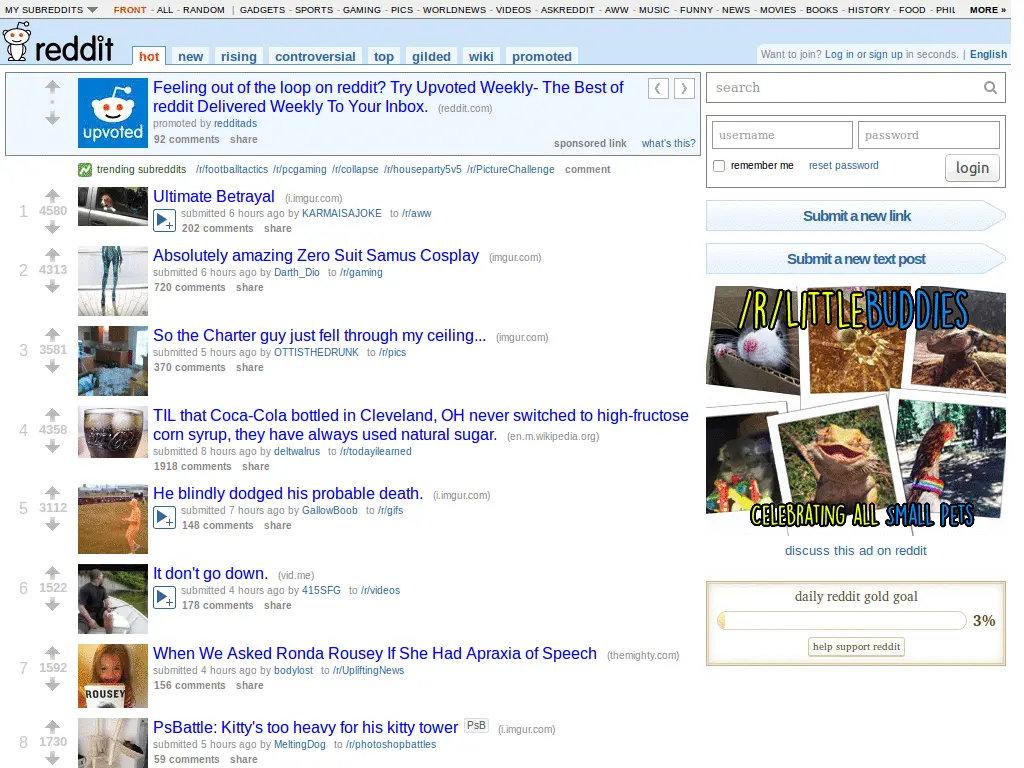 MY SUBREDDITS FRONT - ALL - RANDOM | GADGETS - SPORTS - GAMING - PICS - WORLDNEWS - VIDEOS - ASKREDDIT - AWW - MUSIC - FUNNY - NEWS - MOVIES - BOOKS - HISTORY - FOOD - PHIL MORE »
reddit hot new rising controversial top gilded wiki promoted
Want to join? Log in or sign up in seconds. | English
upvoted
Feeling out of the loop on reddit? Try Upvoted Weekly- The Best of
reddit Delivered Weekly To Your Inbox. (reddit.com)
promoted by redditads
92 comments share
sponsored link what's this?
trending subreddits /r/footballtactics /r/pcgaming /r/collapse /r/houseparty5v5 /r/PictureChallenge comment
1 4580
Ultimate Betrayal (i.imgur.com)
submitted 6 hours ago by KARMAISAJOKE to /r/aww
202 comments share
2 4313
Absolutely amazing Zero Suit Samus Cosplay (imgur.com)
submitted 6 hours ago by Darth_Dio to /r/gaming
720 comments share
3 3581
So the Charter guy just fell through my ceiling... (imgur.com)
submitted 5 hours ago by OTTISTHEDRUNK to /r/pics
370 comments share
4 4358
TIL that Coca-Cola bottled in Cleveland, OH never switched to high-fructose
corn syrup, they have always used natural sugar. (en.m.wikipedia.org)
submitted 8 hours ago by deltwalrus to /r/todayilearned
1918 comments share
5 3112
He blindly dodged his probable death. (i.imgur.com)
submitted 7 hours ago by GallowBoob to /r/gifs
148 comments share
6 1522
It don't go down. (vid.me)
submitted 4 hours ago by 415SFG to /r/videos
178 comments share
7 1592
ROUSEY
When We Asked Ronda Rousey If She Had Apraxia of Speech (themighty.com)
submitted 4 hours ago by bodylost to /r/UpliftingNews
156 comments share
8 1730
PsBattle: Kitty's too heavy for his kitty tower PsB (i.imgur.com)
submitted 5 hours ago by MeltingDog to /r/photoshopbattles
59 comments share
search
username password
remember me reset password login
Submit a new link
Submit a new text post
/R/LITTLEBUDDIES
CELEBRATING ALL SMALL PETS
discuss this ad on reddit
daily reddit gold goal
3%
help support reddit